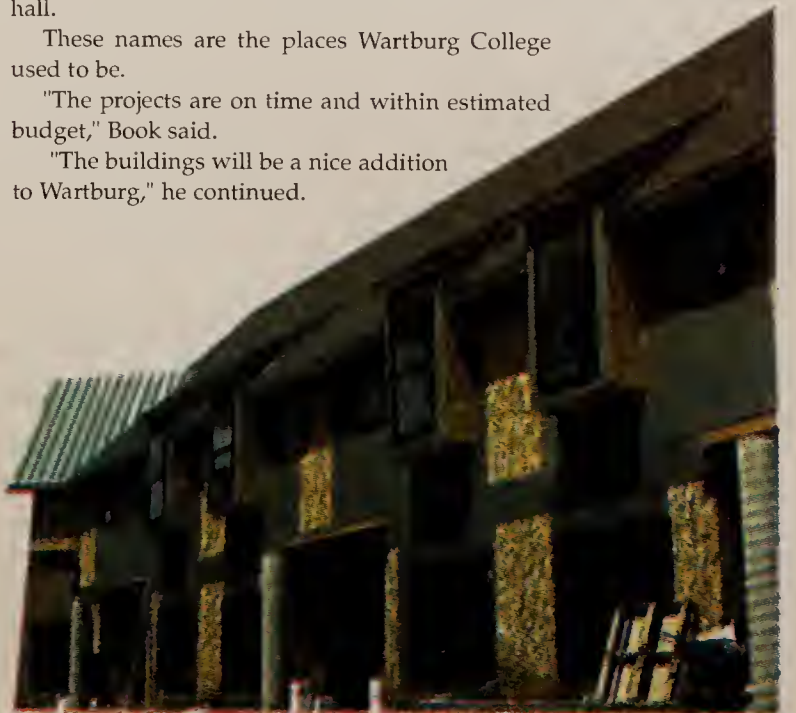 hall.
These names are the places Wartburg College
used to be.
"The projects are on time and within estimated
budget," Book said.
"The buildings will be a nice addition
to Wartburg," he continued.